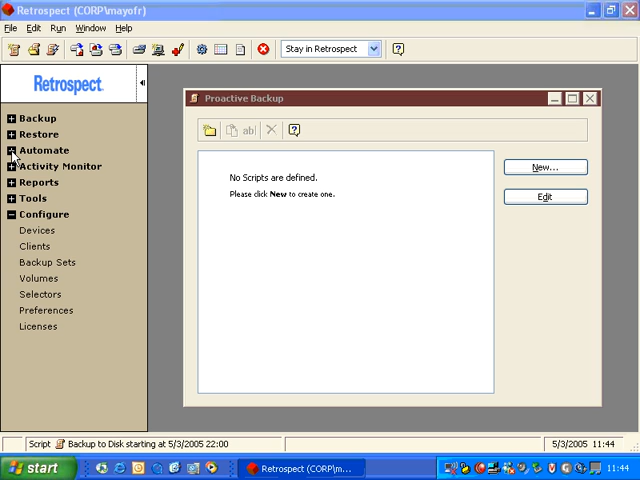 Retrospect (CORP\mayofr)
File Edit Run Window Help
Stay in Retrospect
Retrospect
Backup
Restore
Automate
Activity Monitor
Reports
Tools
Configure
Devices
Clients
Backup Sets
Volumes
Selectors
Preferences
Licenses
Proactive Backup
ab|
No Scripts are defined.
Please click New to create one.
New...
Edit
Script Backup to Disk starting at 5/3/2005 22:00
5/3/2005 11:44
start
Retrospect (CORP\m...
11:44